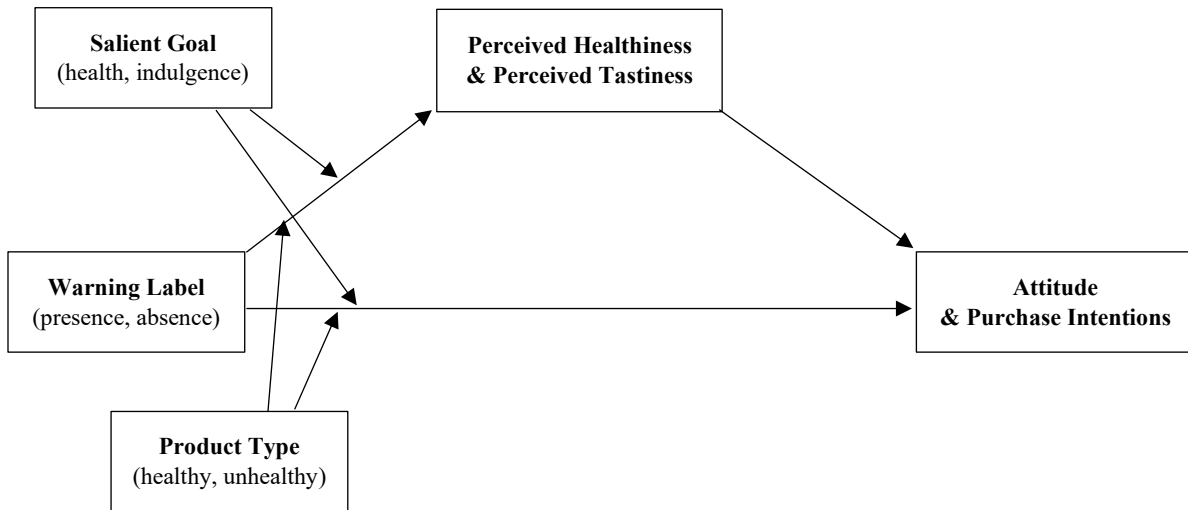 Salient Goal
(health, indulgence)
Perceived Healthiness
& Perceived Tastiness
Warning Label
(presence, absence)
Attitude
& Purchase Intentions
Product Type
(healthy, unhealthy)